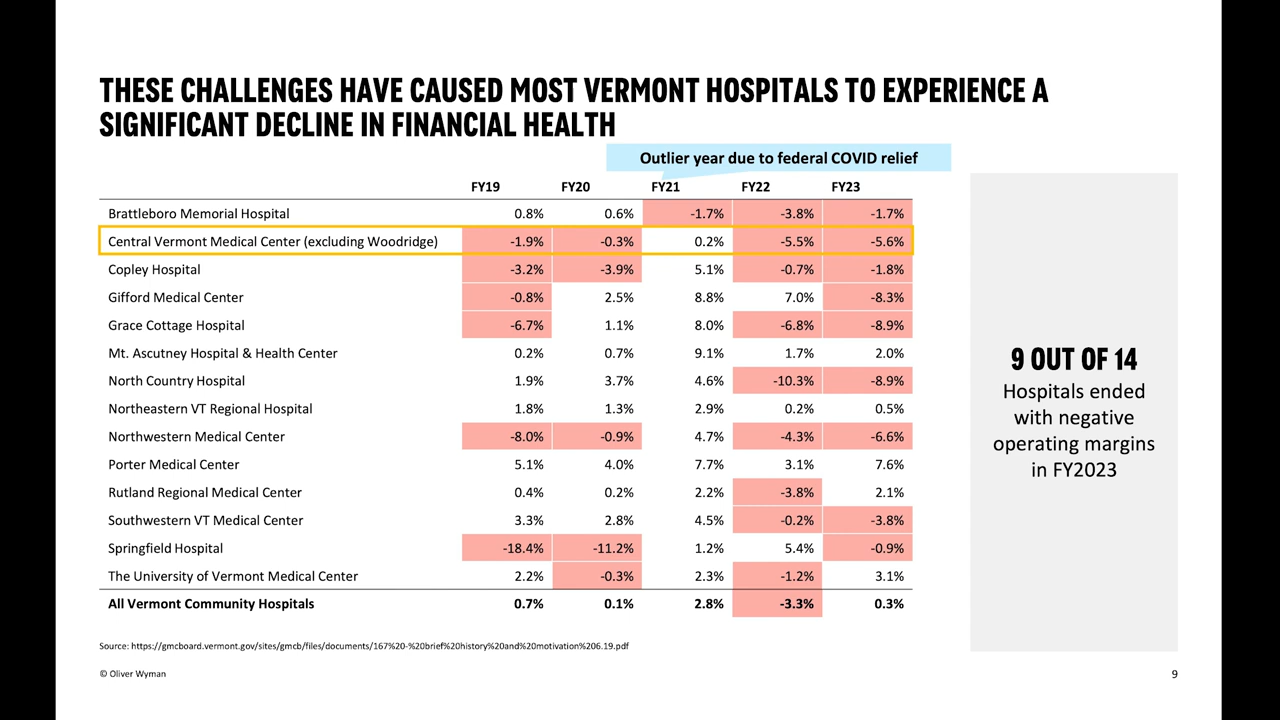 THESE CHALLENGES HAVE CAUSED MOST VERMONT HOSPITALS TO EXPERIENCE A
SIGNIFICANT DECLINE IN FINANCIAL HEALTH
Outlier year due to federal COVID relief
FY19 FY20 FY21 FY22 FY23
Brattleboro Memorial Hospital 0.8% 0.6% -1.7% -3.8% -1.7%
Central Vermont Medical Center (excluding Woodridge) -1.9% -0.3% 0.2% -5.5% -5.6%
Copley Hospital -3.2% -3.9% 5.1% -0.7% -1.8%
Gifford Medical Center -0.8% 2.5% 8.8% 7.0% -8.3%
Grace Cottage Hospital -6.7% 1.1% 8.0% -6.8% -8.9%
Mt. Ascutney Hospital & Health Center 0.2% 0.7% 9.1% 1.7% 2.0%
North Country Hospital 1.9% 3.7% 4.6% -10.3% -8.9%
Northeastern VT Regional Hospital 1.8% 1.3% 2.9% 0.2% 0.5%
Northwestern Medical Center -8.0% -0.9% 4.7% -4.3% -6.6%
Porter Medical Center 5.1% 4.0% 7.7% 3.1% 7.6%
Rutland Regional Medical Center 0.4% 0.2% 2.2% -3.8% 2.1%
Southwestern VT Medical Center 3.3% 2.8% 4.5% -0.2% -3.8%
Springfield Hospital -18.4% -11.2% 1.2% 5.4% -0.9%
The University of Vermont Medical Center 2.2% -0.3% 2.3% -1.2% 3.1%
All Vermont Community Hospitals 0.7% 0.1% 2.8% -3.3% 0.3%
9 OUT OF 14
Hospitals ended
with negative
operating margins
in FY2023
Source: https://gmcboard.vermont.gov/sites/gmcb/files/documents/167%20-%20brief%20history%20and%20motivation%206.19.pdf
© Oliver Wyman
9